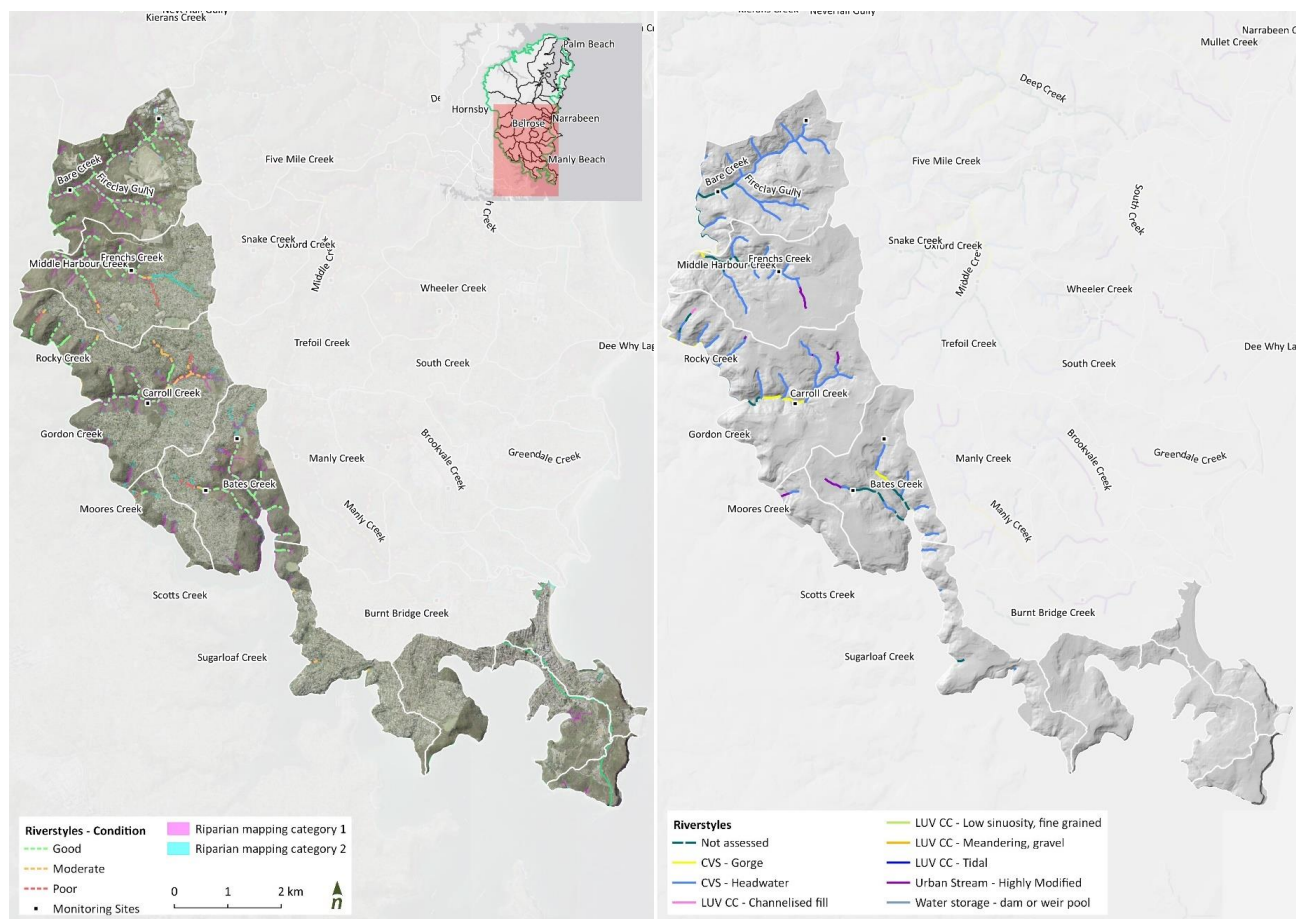 Kierans Creek
Palm Beach
Hornsby
Narrabeen
Belrose
Manly Beach
Bare Creek
Fireclay Gully
Five Mile Creek
Snake Creek
Oxford Creek
Frenchs Creek
Middle Harbour Creek
Wheeler Creek
Trefoil Creek
Dee Why Lag
South Creek
Rocky Creek
Carroll Creek
Gordon Creek
Manly Creek
Brookvale Creek
Greendale Creek
Bates Creek
Moores Creek
Manly Creek
Scotts Creek
Burnt Bridge Creek
Sugarloaf Creek
Riverstyles - Condition
Good
Moderate
Poor
Monitoring Sites
Riparian mapping category 1
Riparian mapping category 2
0 1 2 km
n
Narrabeen C
Mullet Creek
Deep Creek
Five Mile Creek
Bare Creek
Fireclay Gully
South Creek
Snake Creek
Oxford Creek
Frenchs Creek
Middle Harbour Creek
Wheeler Creek
Trefoil Creek
Dee Why Lag
South Creek
Rocky Creek
Carroll Creek
Gordon Creek
Manly Creek
Brookvale Creek
Greendale Creek
Bates Creek
Moores Creek
Manly Creek
Scotts Creek
Burnt Bridge Creek
Sugarloaf Creek
Riverstyles
Not assessed
CVS - Gorge
CVS - Headwater
LUV CC - Channelised fill
LUV CC - Low sinuosity, fine grained
LUV CC - Meandering, gravel
LUV CC - Tidal
Urban Stream - Highly Modified
Water storage - dam or weir pool